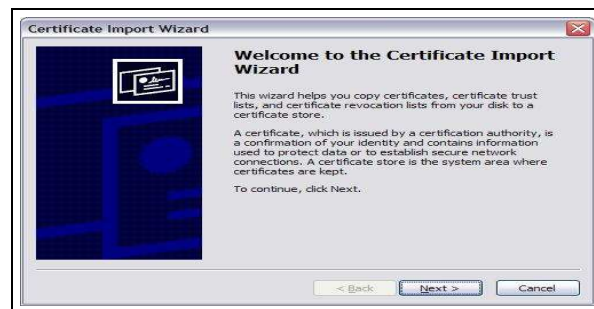 Certificate Import Wizard
Welcome to the Certificate Import
Wizard
This wizard helps you copy certificates, certificate trust
lists, and certificate revocation lists from your disk to a
certificate store.
A certificate, which is issued by a certification authority, is
a confirmation of your identity and contains information
used to protect data or to establish secure network
connections. A certificate store is the system area where
certificates are kept.
To continue, click Next.
< Back Next > Cancel